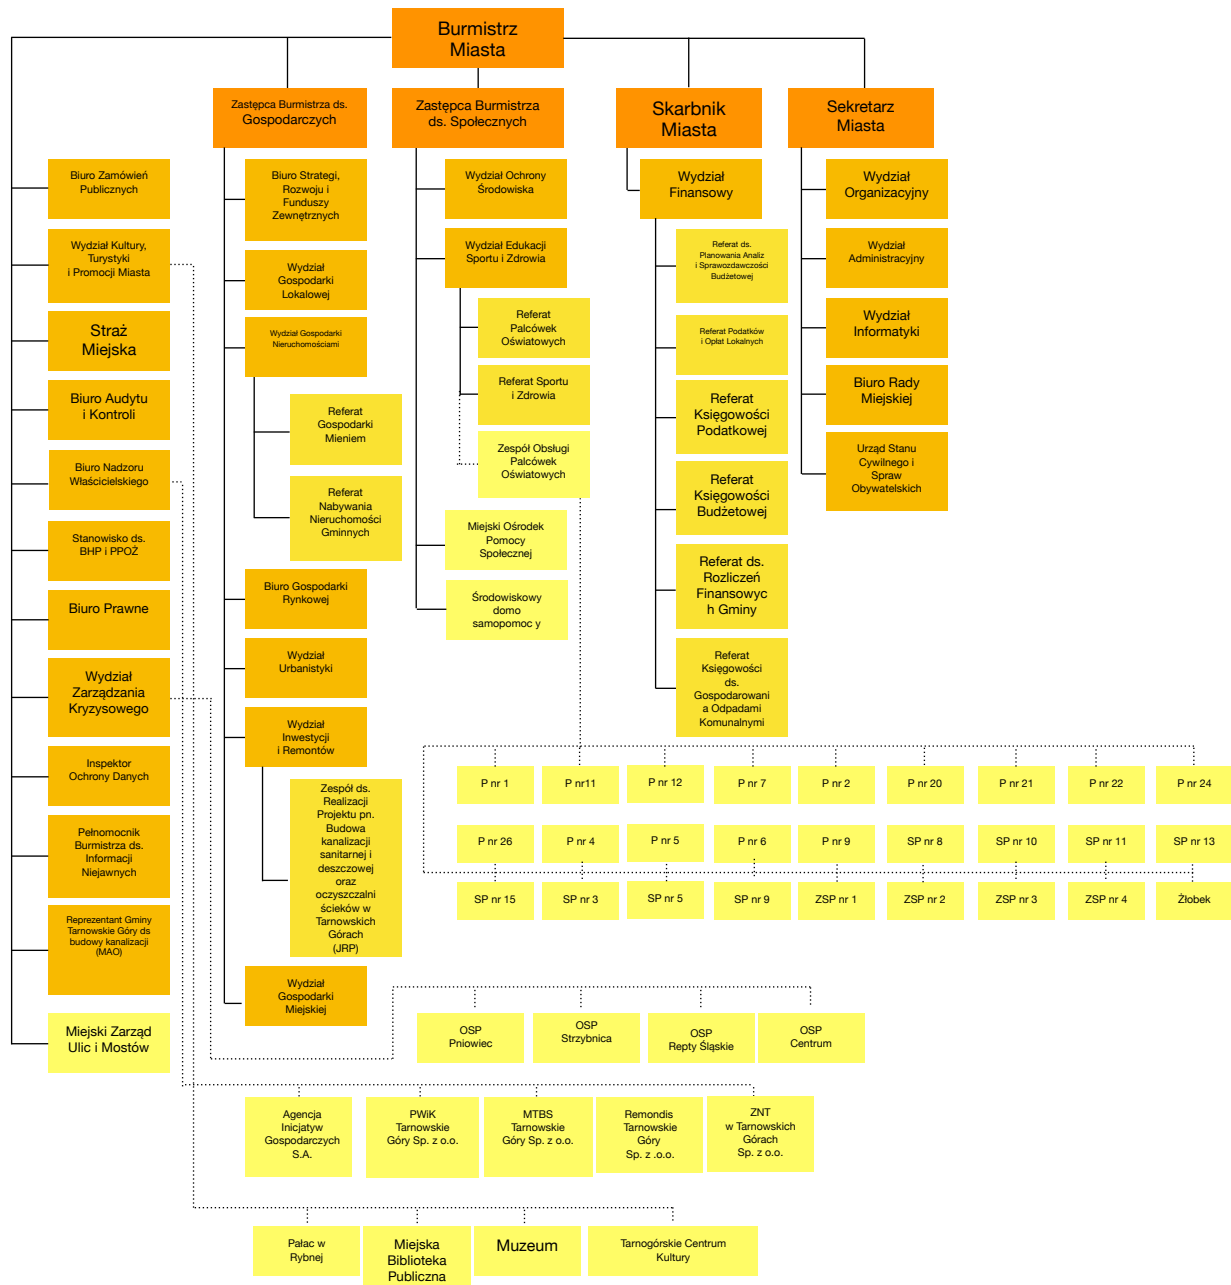 Burmistrz
Miasta
Zastępca Burmistrza ds.
Gospodarczych
Zastępca Burmistrza
ds. Społecznych
Skarbnik
Miasta
Sekretarz
Miasta
Biuro Zamówień
Publicznych
Wydział Kultury,
Turystyki
i Promocji Miasta
Straż
Miejska
Biuro Audytu
i Kontroli
Biuro Nadzoru
Właścicielskiego
Stanowisko ds.
BHP i PPOŻ
Biuro Prawne
Wydział
Zarządzania
Kryzysowego
Inspektor
Ochrony Danych
Pełnomocnik
Burmistrza ds.
Informacji
Niejawnych
Reprezentant Gminy
Tarnowskie Góry ds
budowy kanalizacji
(MAO)
Miejski Zarząd
Ulic i Mostów
Biuro Strategi,
Rozwoju i
Funduszy
Zewnętrznych
Wydział
Gospodarki
Lokalowej
Wydział Gospodarki
Nieruchomościami
Referat
Gospodarki
Mieniem
Referat
Nabywania
Nieruchomości
Gminnych
Biuro Gospodarki
Rynkowej
Wydział
Urbanistyki
Wydział
Inwestycji
i Remontów
Zespół ds.
Realizacji
Projektu pn.
Budowa
kanalizacji
sanitarnej i
deszczowej
oraz
oczyszczalni
ścieków w
Tarnowskich
Górach
(JRP)
Wydział
Gospodarki
Miejskiej
Wydział Ochrony
Środowiska
Wydział Edukacji
Sportu i Zdrowia
Referat
Palcówek
Oświatowych
Referat Sportu
i Zdrowia
Zespół Obsługi
Palcówek
Oświatowych
Miejski Ośrodek
Pomocy
Społecznej
Środowiskowy
domo
samopomoc y
Wydział
Finansowy
Referat ds.
Planowania Analiz
i Sprawozdawczości
Budżetowej
Referat Podatków
i Opłat Lokalnych
Referat
Księgowości
Podatkowej
Referat
Księgowości
Budżetowej
Referat ds.
Rozliczeń
Finansowyc
h Gminy
Referat
Księgowości
ds.
Gospodarowani
a Odpadami
Komunalnymi
Wydział
Organizacyjny
Wydział
Administracyjny
Wydział
Informatyki
Biuro Rady
Miejskiej
Urząd Stanu
Cywilnego i
Spraw
Obywatelskich
P nr 1
P nr11
P nr 12
P nr 7
P nr 2
P nr 20
P nr 21
P nr 22
P nr 24
P nr 26
P nr 4
P nr 5
P nr 6
P nr 9
SP nr 8
SP nr 10
SP nr 11
SP nr 13
SP nr 15
SP nr 3
SP nr 5
SP nr 9
ZSP nr 1
ZSP nr 2
ZSP nr 3
ZSP nr 4
Żłobek
OSP
Pniowiec
OSP
Strzybnica
OSP
Repty Śląskie
OSP
Centrum
Agencja
Inicjatyw
Gospodarczych
S.A.
PWiK
Tarnowskie
Góry Sp. z o.o.
MTBS
Tarnowskie
Góry Sp. z o.o.
Remondis
Tarnowskie
Góry
Sp. z .o.o.
ZNT
w Tarnowskich
Górach
Sp. z o.o.
Pałac w
Rybnej
Miejska
Biblioteka
Publiczna
Muzeum
Tarnogórskie Centrum
Kultury